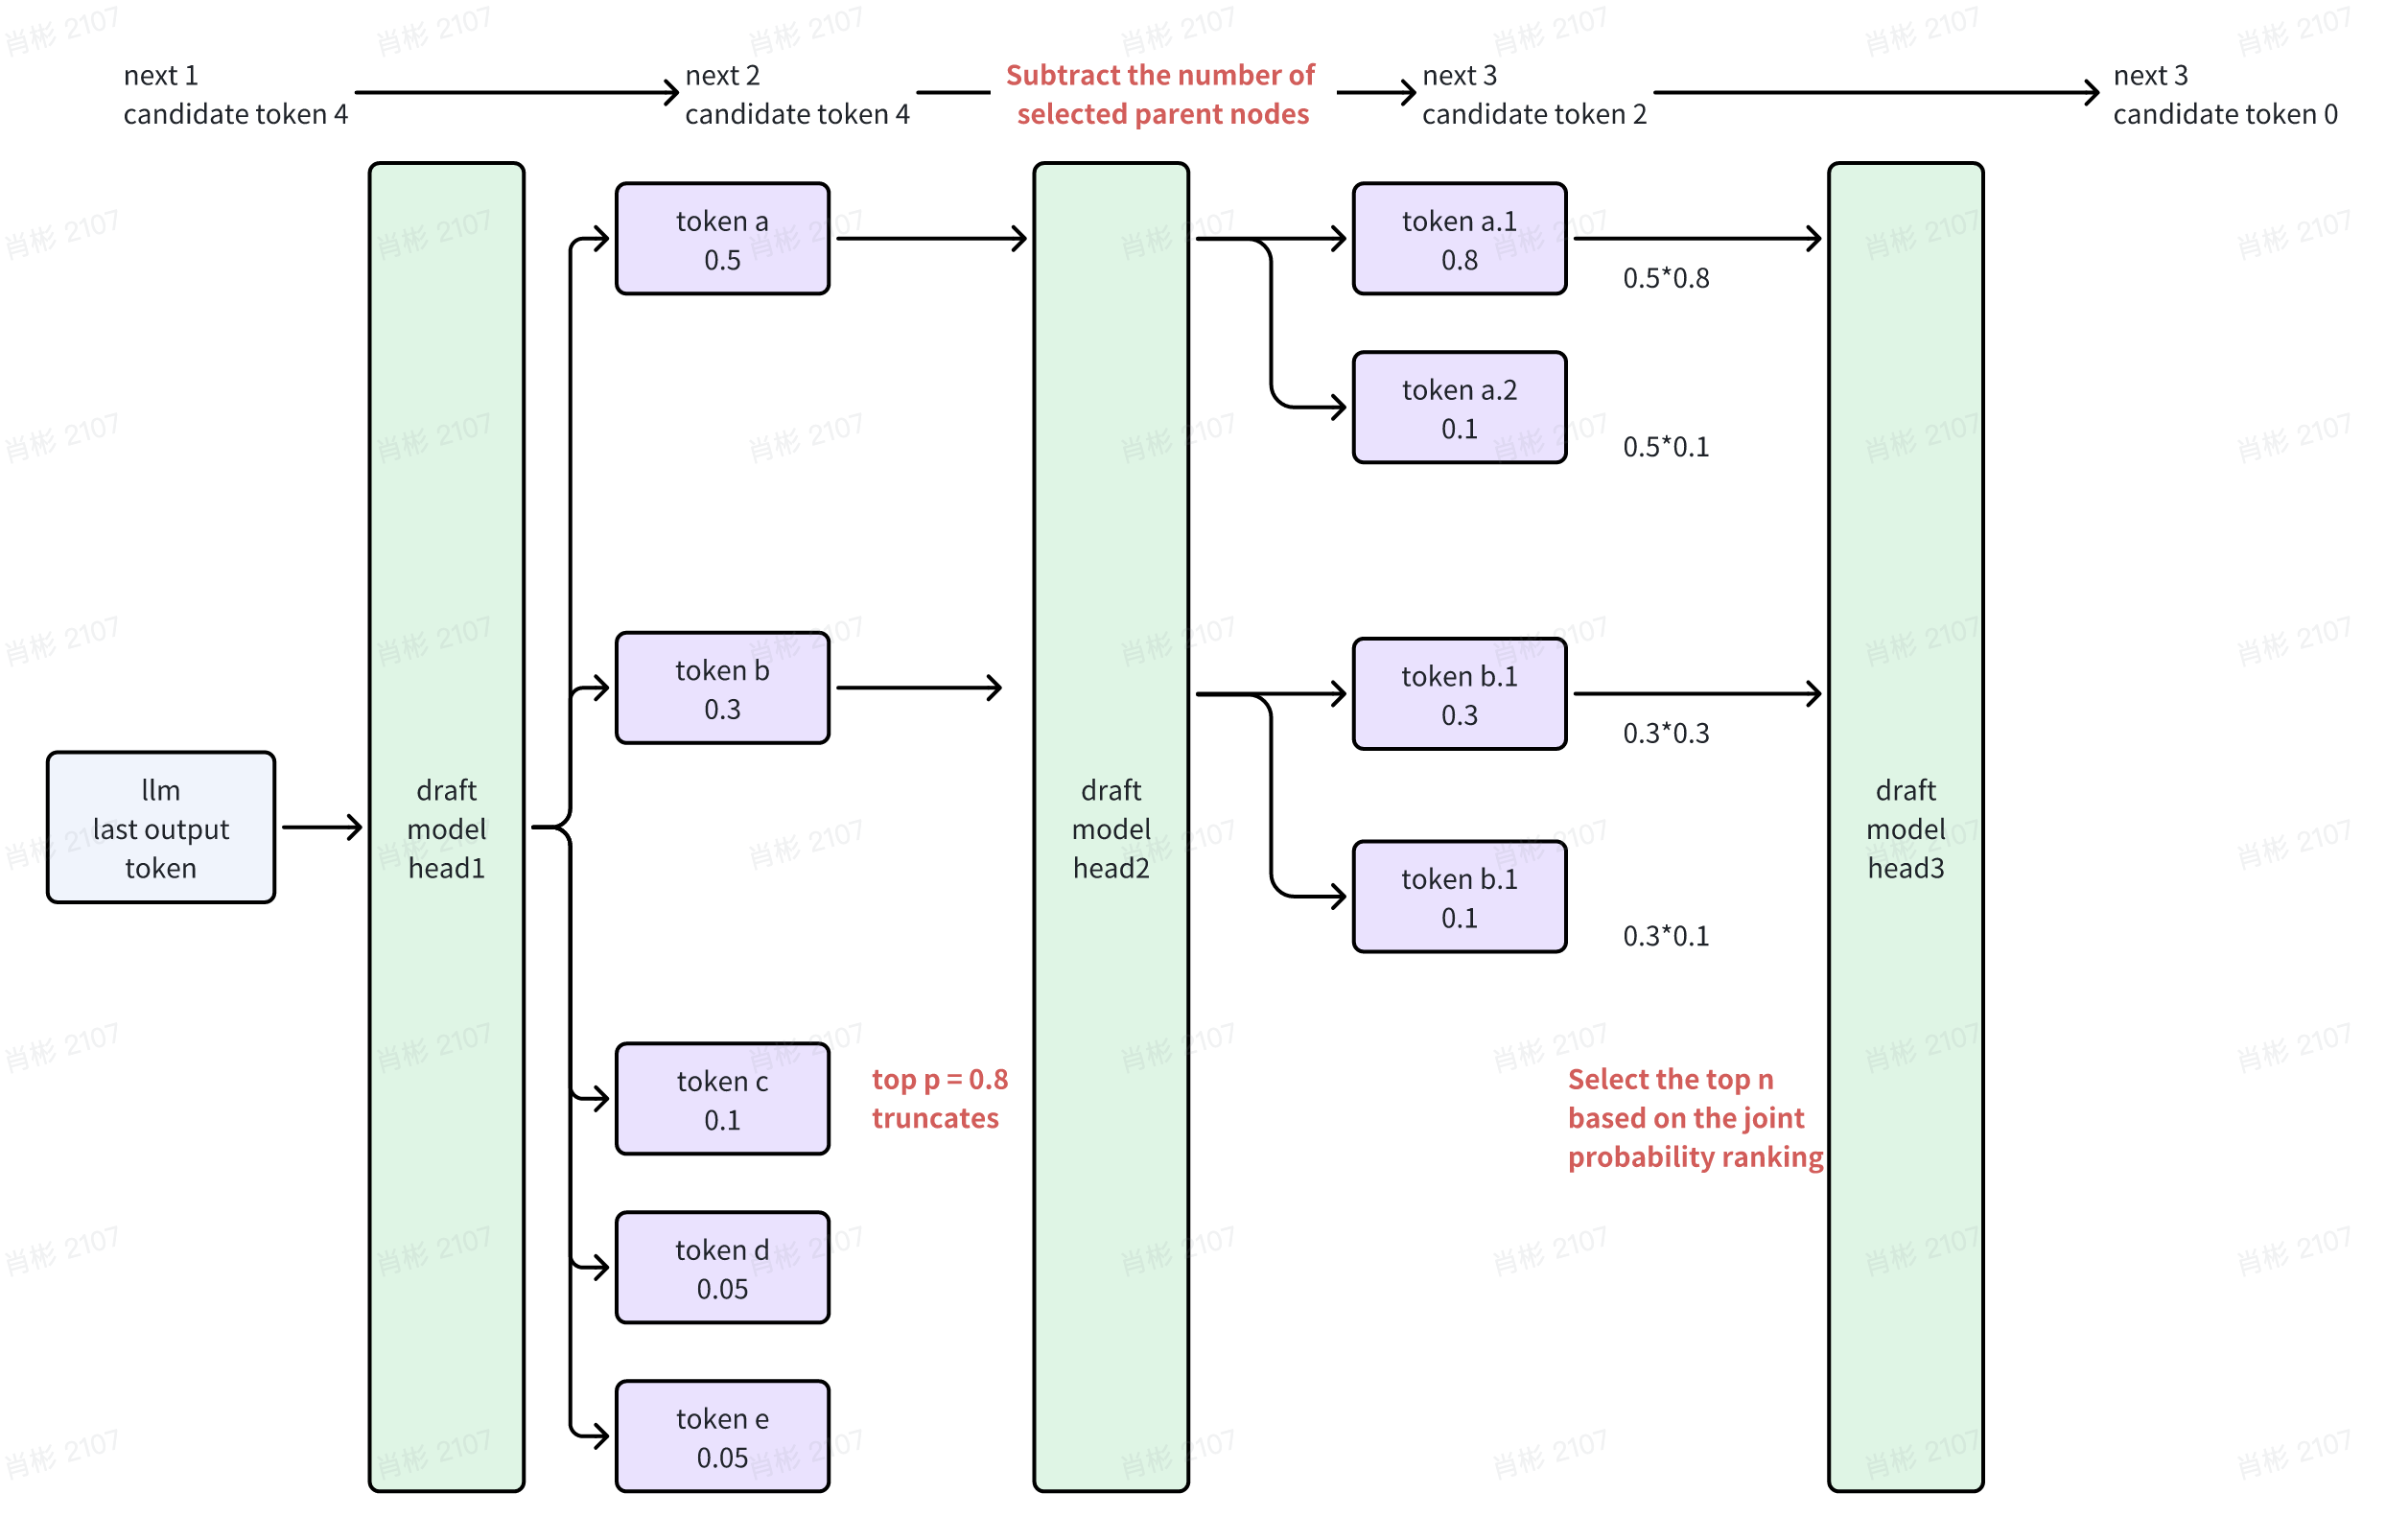 next 1
candidate token 4
next 2
candidate token 4
Subtract the number of
selected parent nodes
next 3
candidate token 2
next 3
candidate token 0
llm
last output
token
draft
model
head1
token a
0.5
token b
0.3
token c
0.1
token d
0.05
token e
0.05
top p = 0.8
truncates
draft
model
head2
token a.1
0.8
0.5*0.8
token a.2
0.1
0.5*0.1
token b.1
0.3
0.3*0.3
token b.1
0.1
0.3*0.1
Select the top n
based on the joint
probability ranking
draft
model
head3
肖彬 2107